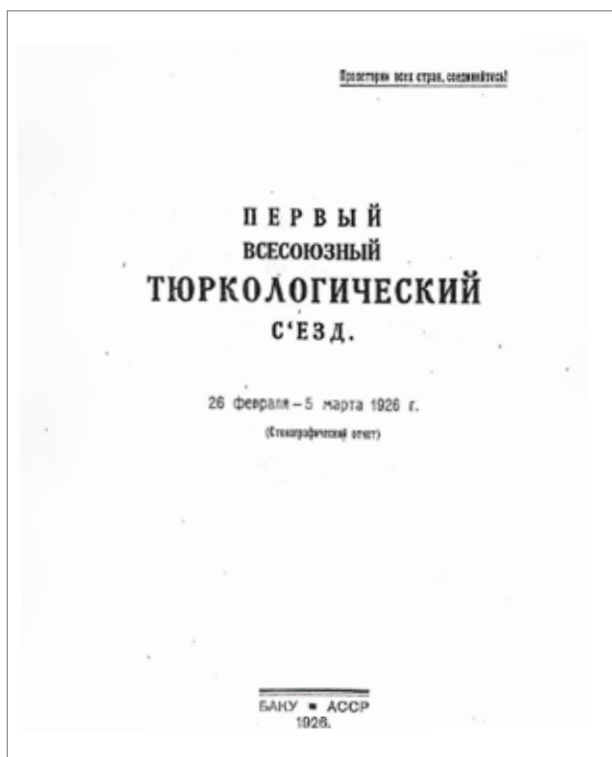 Пролетарии всех стран, соединяйтесь!
ПЕРВЫЙ
ВСЕСОЮЗНЫЙ
ТЮРКОЛОГИЧЕСКИЙ
С‘ЕЗД.
26 февраля – 5 марта 1926 г.
(Стенографический отчет)
БАКУ ▪ АССР
1926.